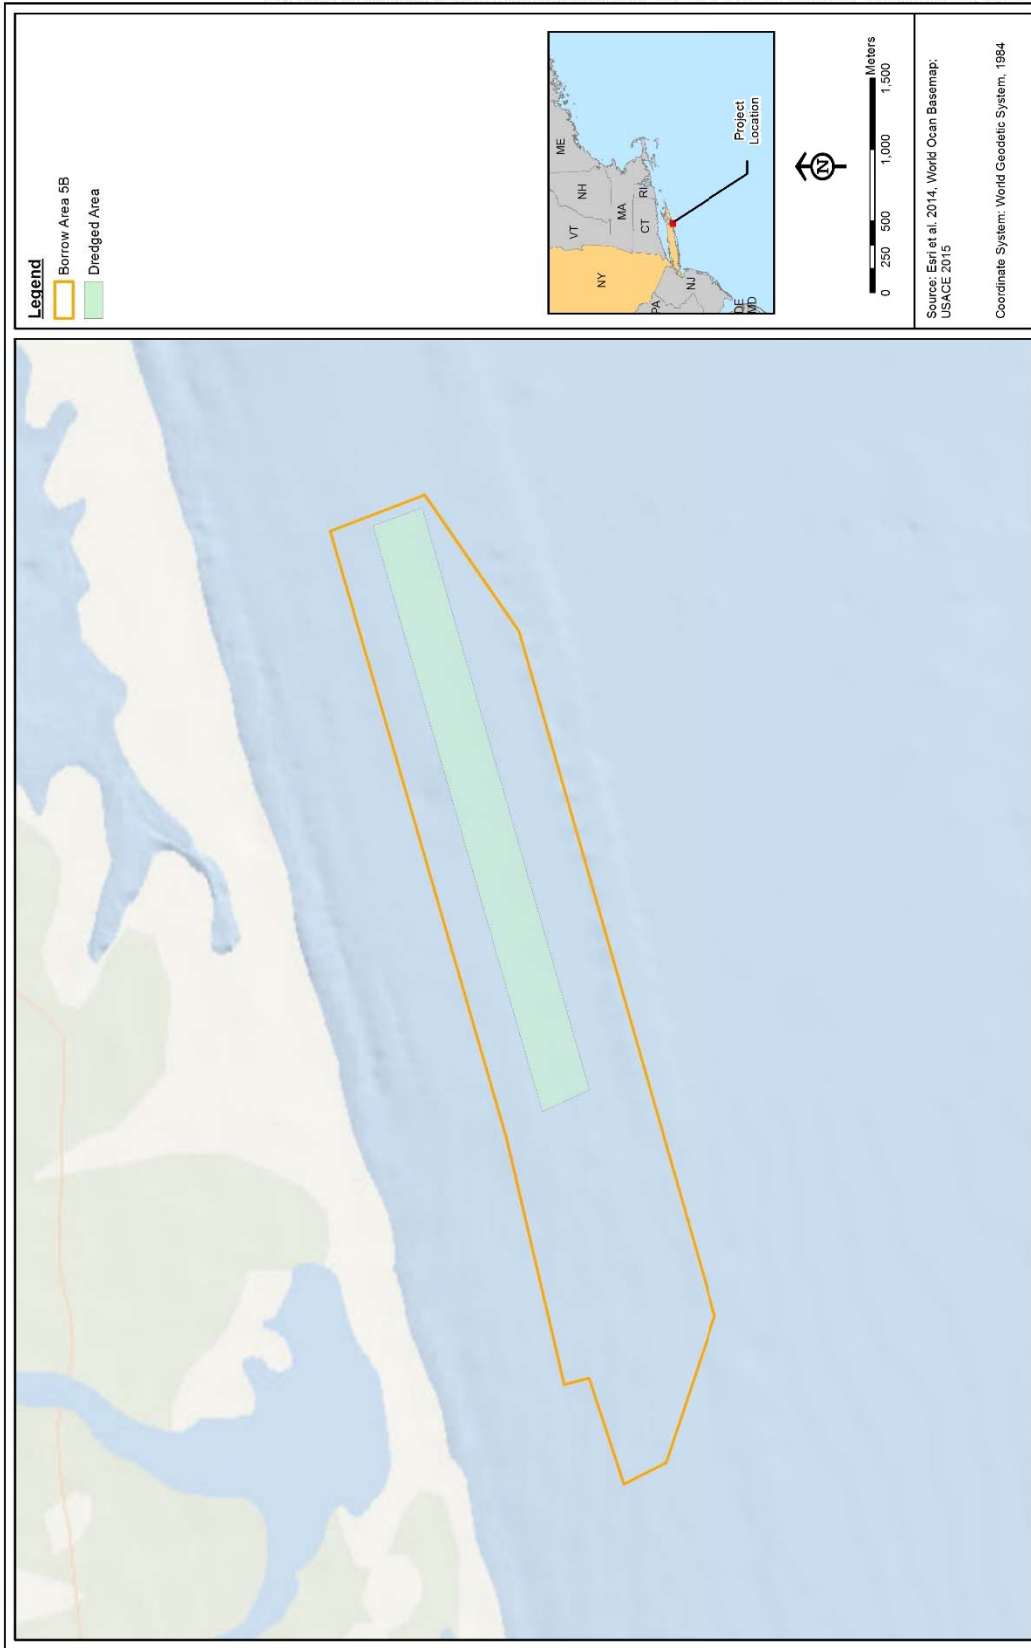 Legend
Borrow Area 5B
Dredged Area
ME
VT
NH
NY
MA
CT
RI
PA
NJ
DE
MD
Project
Location
N
0 250 500 1,000 1,500
Meters
Source: Esri et al. 2014, World Ocan Basemap;
USACE 2015
Coordinate System: World Geodetic System, 1984